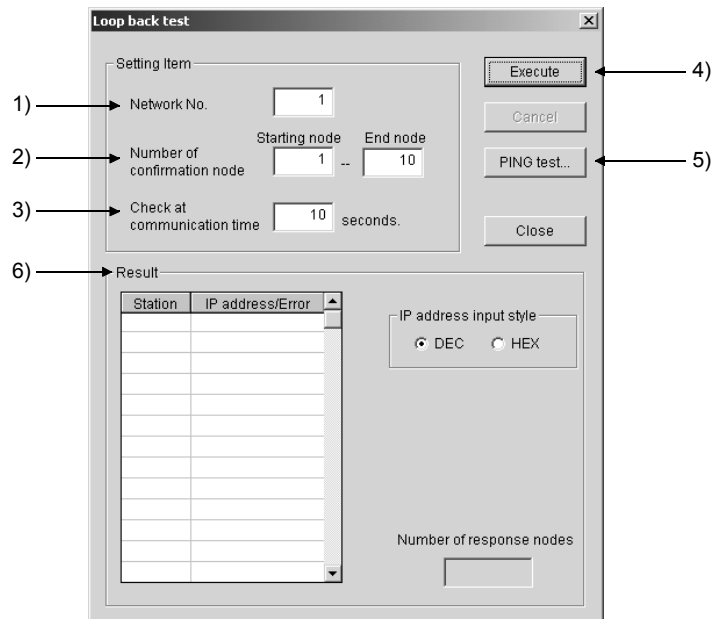 Loop back test
Setting Item
1)
Network No.
1
Starting node
End node
2)
Number of
confirmation node
1
--
10
3)
Check at
communication time
10
seconds.
Execute
4)
Cancel
PING test...
5)
Close
6)
Result
Station
IP address/Error
IP address input style
DEC
HEX
Number of response nodes